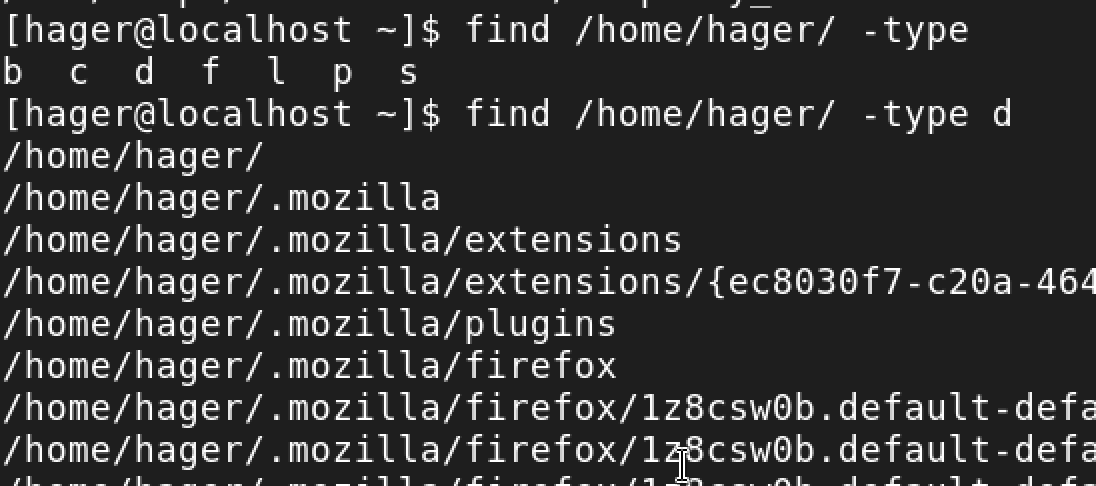 [hager@localhost ~]$ find /home/hager/ -type
b  c  d  f  l  p  s
[hager@localhost ~]$ find /home/hager/ -type d
/home/hager/
/home/hager/.mozilla
/home/hager/.mozilla/extensions
/home/hager/.mozilla/extensions/{ec8030f7-c20a-464
/home/hager/.mozilla/plugins
/home/hager/.mozilla/firefox
/home/hager/.mozilla/firefox/1z8csw0b.default-defa
/home/hager/.mozilla/firefox/1z8csw0b.default-defa